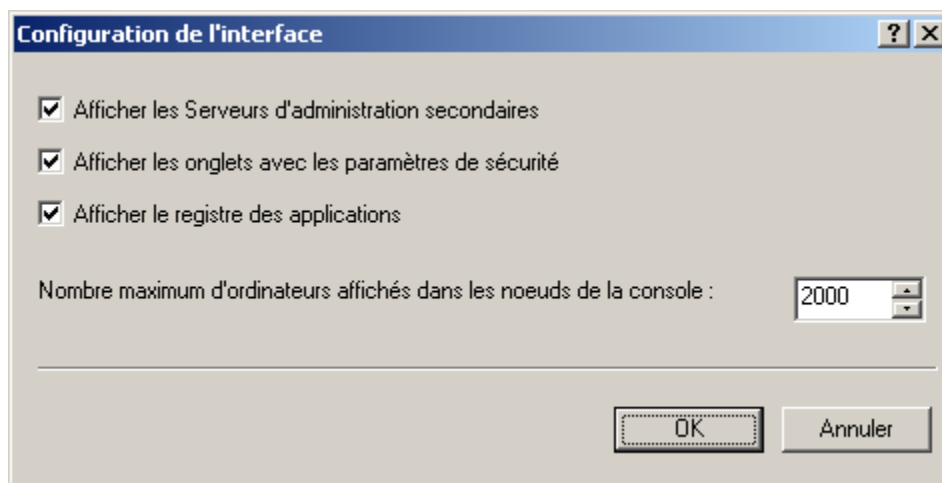 Configuration de l'interface
Afficher les Serveurs d'administration secondaires
Afficher les onglets avec les paramètres de sécurité
Afficher le registre des applications
Nombre maximum d'ordinateurs affichés dans les noeuds de la console : 2000
OK Annuler